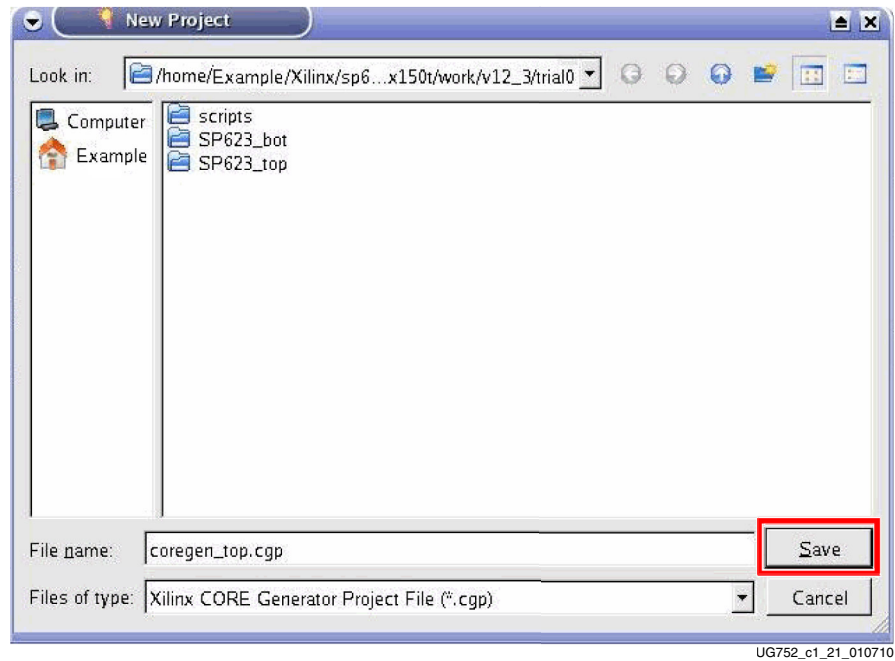 New Project
Look in: /home/Example/Xilinx/sp6...x150t/work/v12_3/trial0
Computer
Example
scripts
SP623_bot
SP623_top
File name: coregen_top.cgp
Save
Files of type: Xilinx CORE Generator Project File (*.cgp)
Cancel
UG752_c1_21_010710